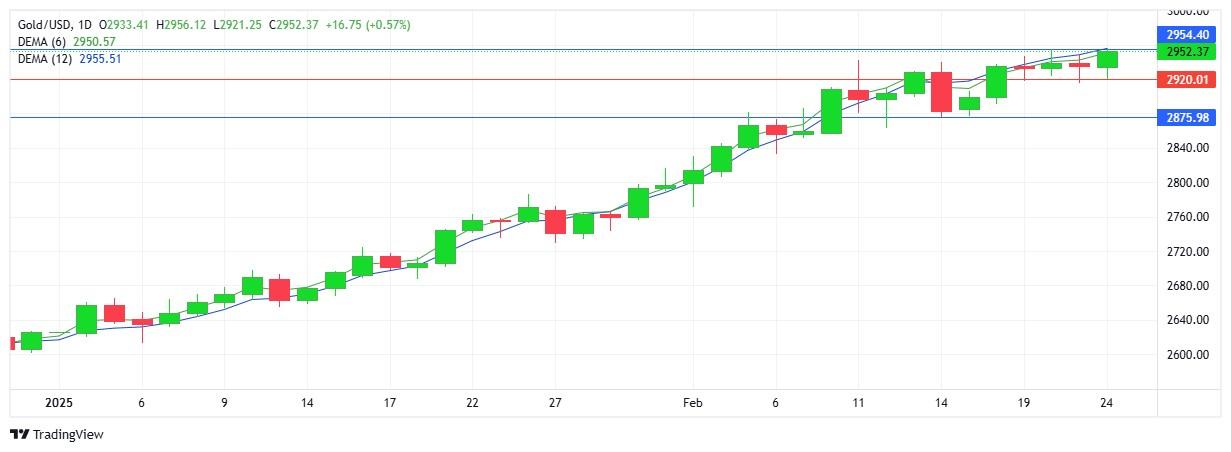 3000.00
Gold/USD, 1D O2933.41 H2956.12 L2921.25 C2952.37 +16.75 (+0.57%)
DEMA (6) 2950.57
DEMA (12) 2955.51
2954.40
2952.37
2920.01
2875.98
2840.00
2800.00
2760.00
2720.00
2680.00
2640.00
2600.00
2025 6 9 14 17 22 27 Feb 6 11 14 19 24
TradingView